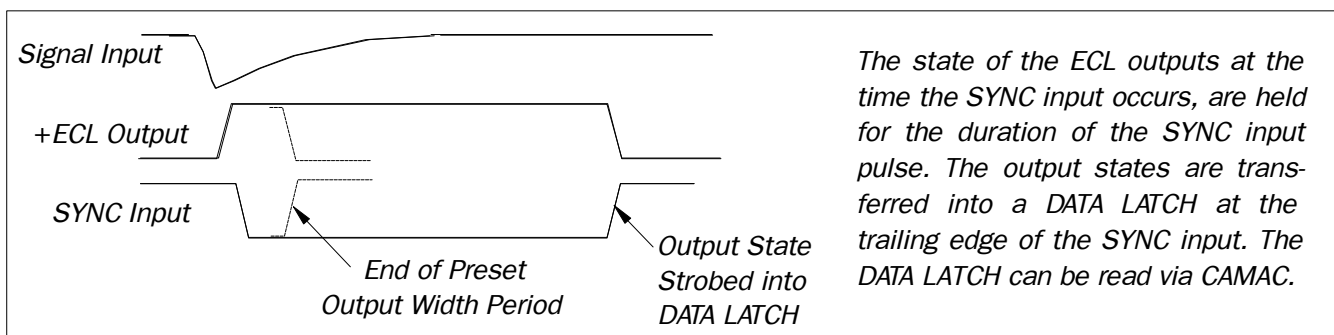 Signal Input
+ECL Output
SYNC Input
End of Preset
Output Width Period
Output State
Strobed into
DATA LATCH
The state of the ECL outputs at the
time the SYNC input occurs, are held
for the duration of the SYNC input
pulse. The output states are trans-
ferred into a DATA LATCH at the
trailing edge of the SYNC input. The
DATA LATCH can be read via CAMAC.